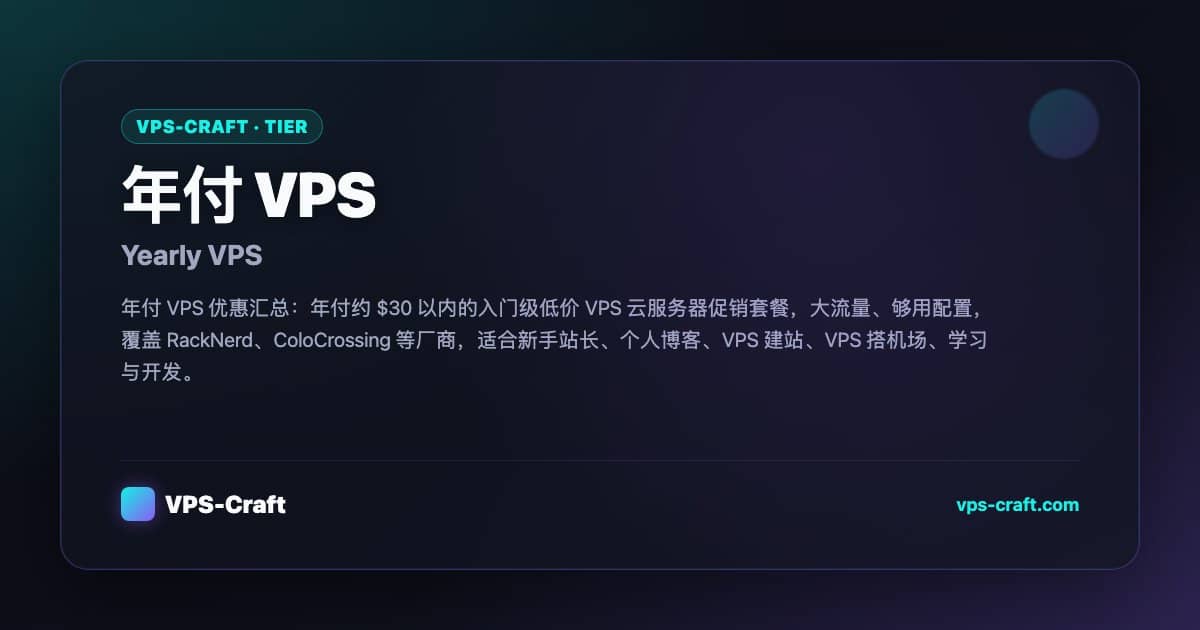 VPS-CRAFT · TIER
年付 VPS
Yearly VPS
年付 VPS 优惠汇总：年付约 $30 以内的入门级低价 VPS 云服务器促销套餐，大流量、够用配置，
覆盖 RackNerd、ColoCrossing 等厂商，适合新手站长、个人博客、VPS 建站、VPS 搭机场、学习
与开发。
VPS-Craft
vps-craft.com